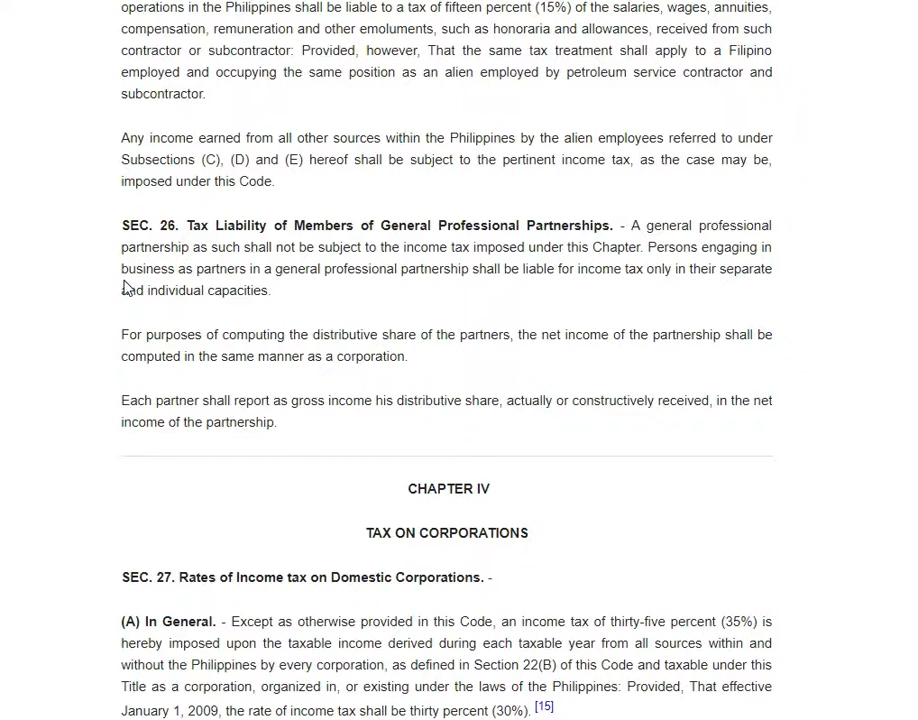 operations in the Philippines shall be liable to a tax of fifteen percent (15%) of the salaries, wages, annuities,
compensation, remuneration and other emoluments, such as honoraria and allowances, received from such
contractor or subcontractor: Provided, however, That the same tax treatment shall apply to a Filipino
employed and occupying the same position as an alien employed by petroleum service contractor and
subcontractor.
Any income earned from all other sources within the Philippines by the alien employees referred to under
Subsections (C), (D) and (E) hereof shall be subject to the pertinent income tax, as the case may be,
imposed under this Code.
SEC. 26. Tax Liability of Members of General Professional Partnerships. - A general professional
partnership as such shall not be subject to the income tax imposed under this Chapter. Persons engaging in
business as partners in a general professional partnership shall be liable for income tax only in their separate
and individual capacities.
For purposes of computing the distributive share of the partners, the net income of the partnership shall be
computed in the same manner as a corporation.
Each partner shall report as gross income his distributive share, actually or constructively received, in the net
income of the partnership.
CHAPTER IV
TAX ON CORPORATIONS
SEC. 27. Rates of Income tax on Domestic Corporations. -
(A) In General. - Except as otherwise provided in this Code, an income tax of thirty-five percent (35%) is
hereby imposed upon the taxable income derived during each taxable year from all sources within and
without the Philippines by every corporation, as defined in Section 22(B) of this Code and taxable under this
Title as a corporation, organized in, or existing under the laws of the Philippines: Provided, That effective
January 1, 2009, the rate of income tax shall be thirty percent (30%). [15]